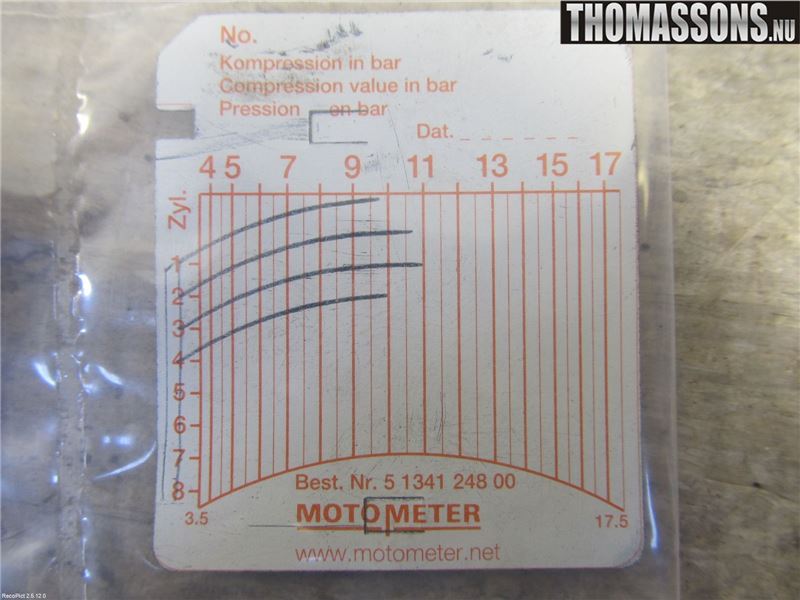 THOMASSONS.NU
No.
Kompression in bar
Compression value in bar
Pression en bar
Dat. _ _ _ _ _ _
4 5 7 9 11 13 15 17
Zyl.
1
2
3
4
5
6
7
8
3.5
17.5
Best. Nr. 5 1341 248 00
MOTOMETER
www.motometer.net
RecoPict 2.6.12.0